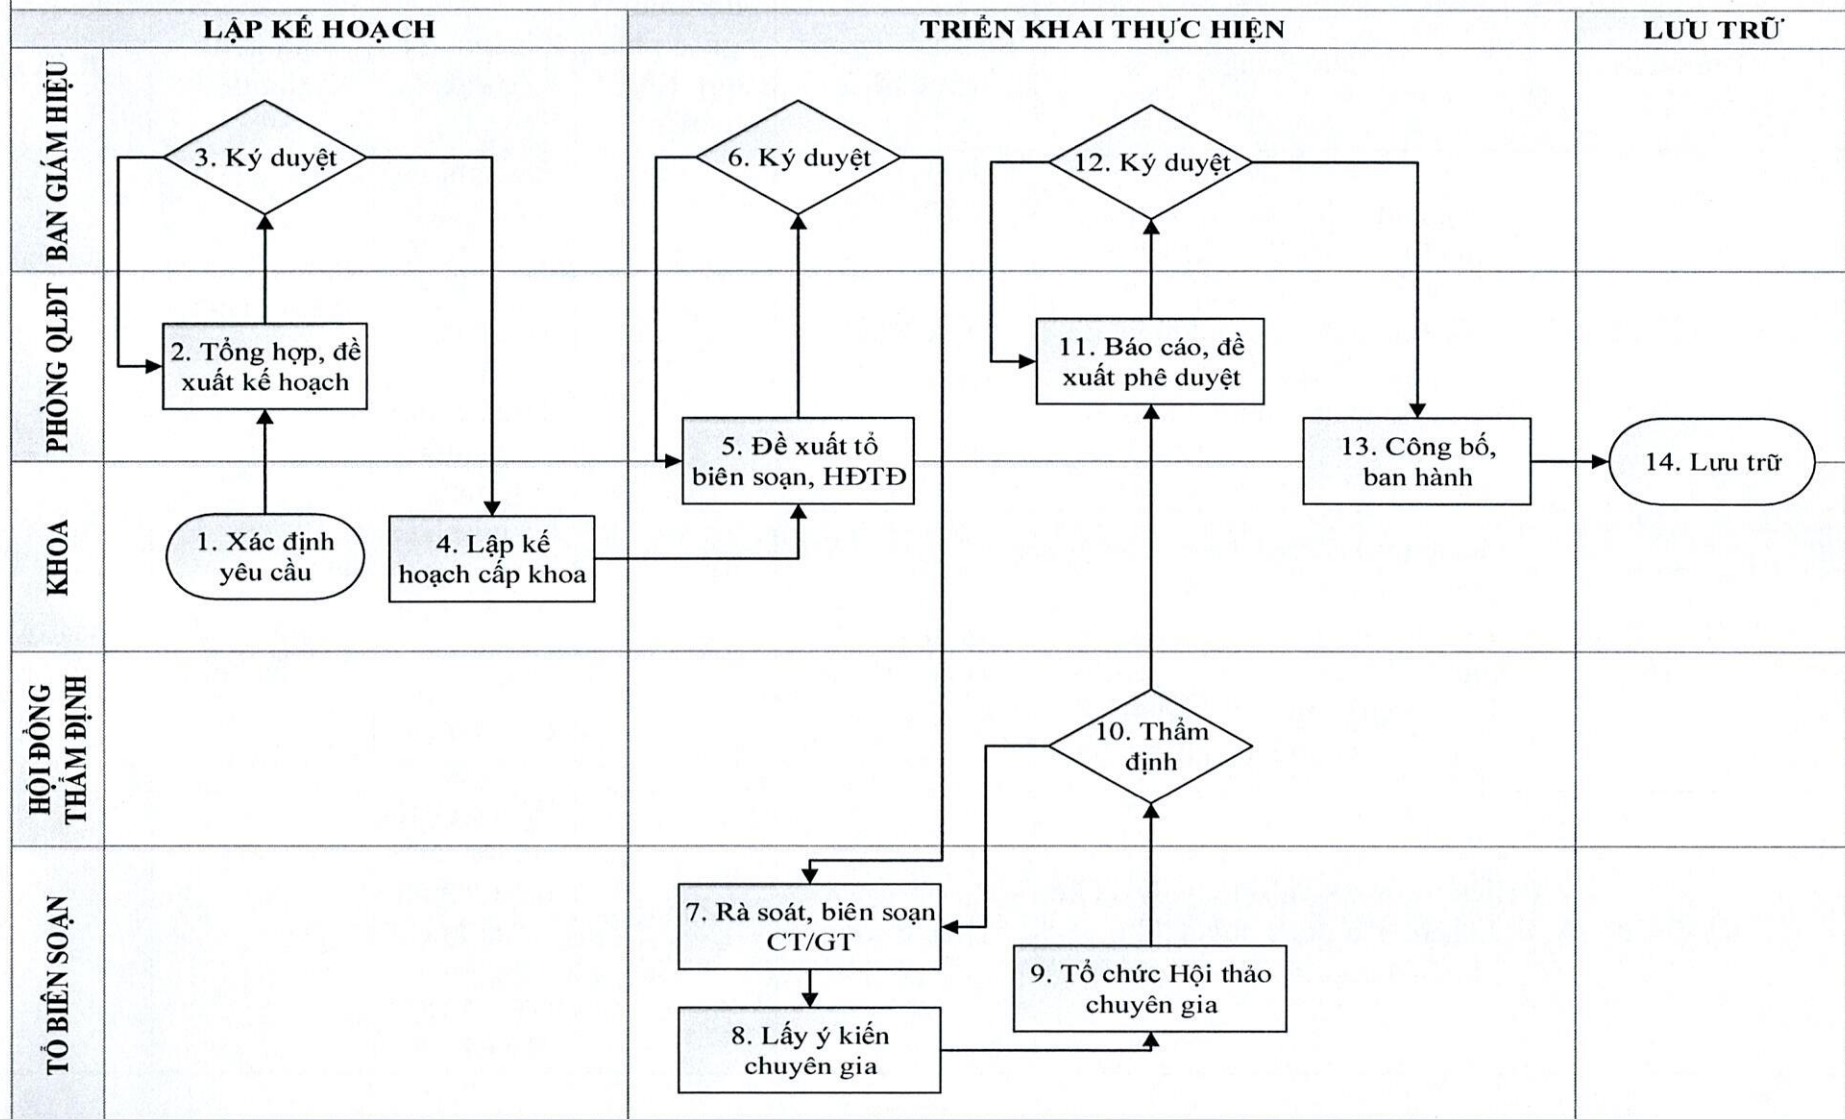 LẬP KẾ HOẠCH
TRIỂN KHAI THỰC HIỆN
LƯU TRỮ
BAN GIÁM HIỆU
3. Ký duyệt
6. Ký duyệt
12. Ký duyệt
PHÒNG QLĐT
2. Tổng hợp, đề
xuất kế hoạch
11. Báo cáo, đề
xuất phê duyệt
5. Đề xuất tổ
biên soạn, HĐTĐ
13. Công bố,
ban hành
14. Lưu trữ
KHOA
1. Xác định
yêu cầu
4. Lập kế
hoạch cấp khoa
HỘI ĐỒNG
THẨM ĐỊNH
10. Thẩm
định
TỔ BIÊN SOẠN
7. Rà soát, biên soạn
CT/GT
9. Tổ chức Hội thảo
chuyên gia
8. Lấy ý kiến
chuyên gia